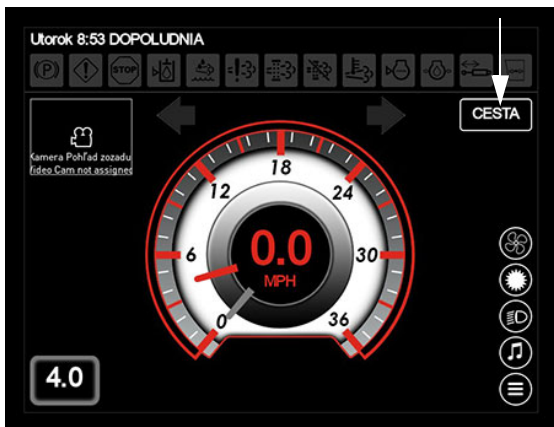 Utorok 8:53 DOPOLUDNIA
(P)
STOP
CESTA
Kamera Pohľad zozadu
Video Cam not assigned
18
12
24
6
0.0
30
MPH
0
36
4.0